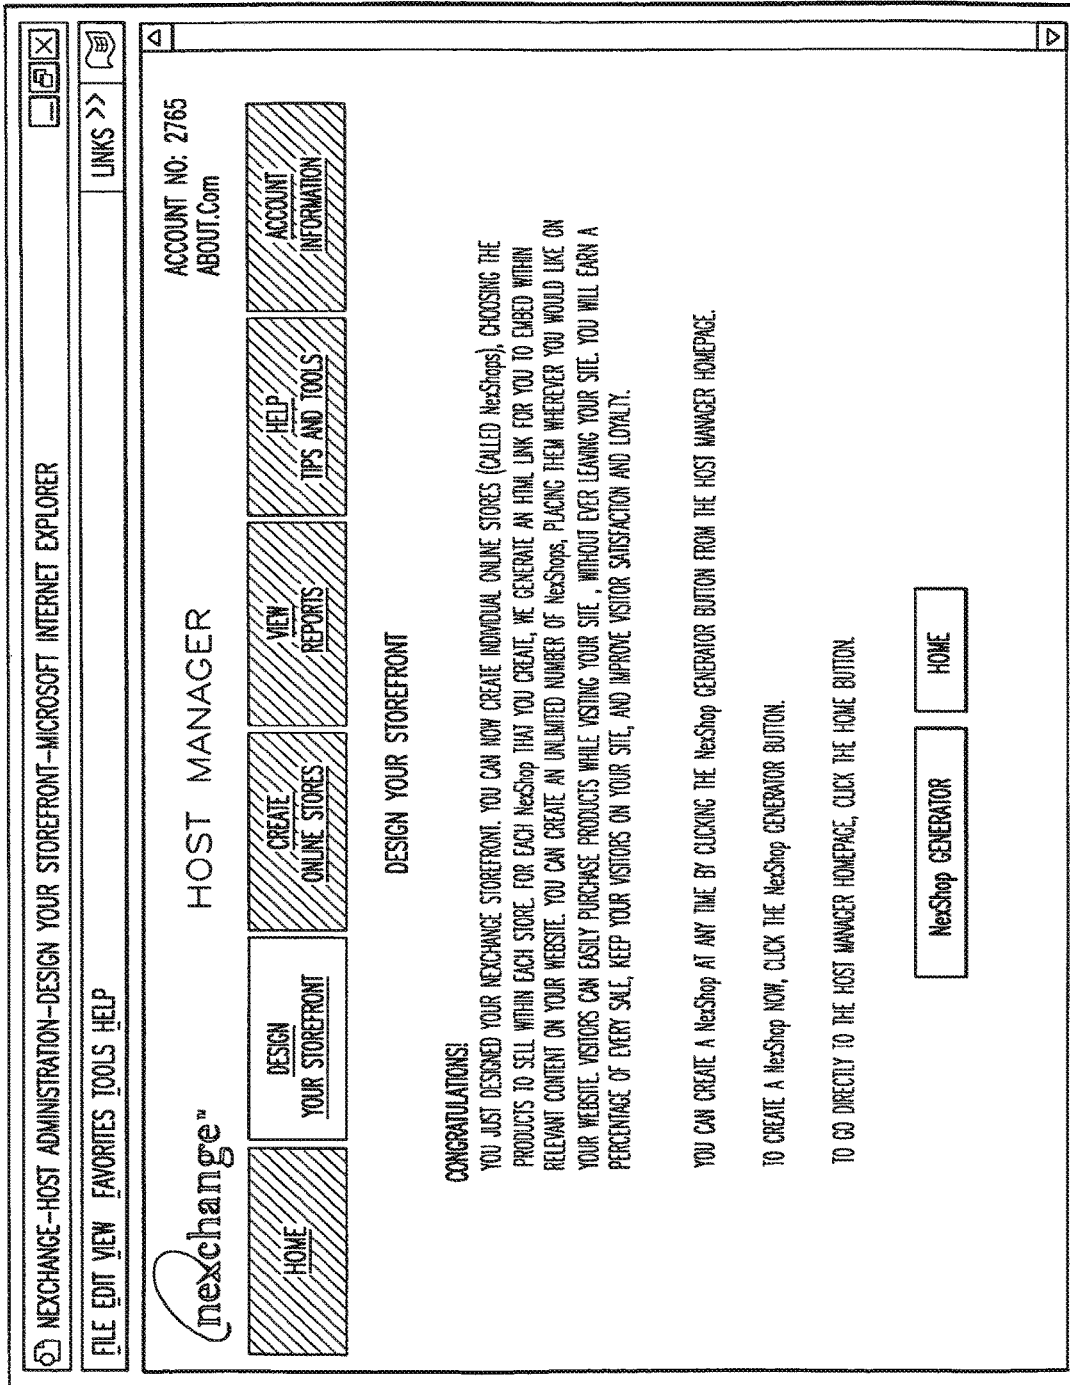 NEXCHANGE-HOST ADMINISTRATION-DESIGN YOUR STOREFRONT-MICROSOFT INTERNET EXPLORER
FILE EDIT VIEW FAVORITES TOOLS HELP
LINKS >>
nexchange™
HOST MANAGER
ACCOUNT NO: 2765
ABOUT.Com
HOME
DESIGN
YOUR STOREFRONT
CREATE
ONLINE STORES
VIEW
REPORTS
HELP
TIPS AND TOOLS
ACCOUNT
INFORMATION
DESIGN YOUR STOREFRONT
CONGRATULATIONS!
YOU JUST DESIGNED YOUR NEXCHANGE STOREFRONT. YOU CAN NOW CREATE INDIVIDUAL ONLINE STORES (CALLED NexShops), CHOOSING THE
PRODUCTS TO SELL WITHIN EACH STORE. FOR EACH NexShop THAT YOU CREATE, WE GENERATE AN HTML LINK FOR YOU TO EMBED WITHIN
RELEVANT CONTENT ON YOUR WEBSITE. YOU CAN CREATE AN UNLIMITED NUMBER OF NexShops, PLACING THEM WHEREVER YOU WOULD LIKE ON
YOUR WEBSITE. VISITORS CAN EASILY PURCHASE PRODUCTS WHILE VISITING YOUR SITE , WITHOUT EVER LEAVING YOUR SITE. YOU WILL EARN A
PERCENTAGE OF EVERY SALE, KEEP YOUR VISITORS ON YOUR SITE, AND IMPROVE VISITOR SATISFACTION AND LOYALTY.
YOU CAN CREATE A NexShop AT ANY TIME BY CLICKING THE NexShop GENERATOR BUTTON FROM THE HOST MANAGER HOMEPAGE.
TO CREATE A NexShop NOW, CLICK THE NexShop GENERATOR BUTTON.
TO GO DIRECTLY TO THE HOST MANAGER HOMEPAGE, CLICK THE HOME BUTTON.
NexShop GENERATOR
HOME